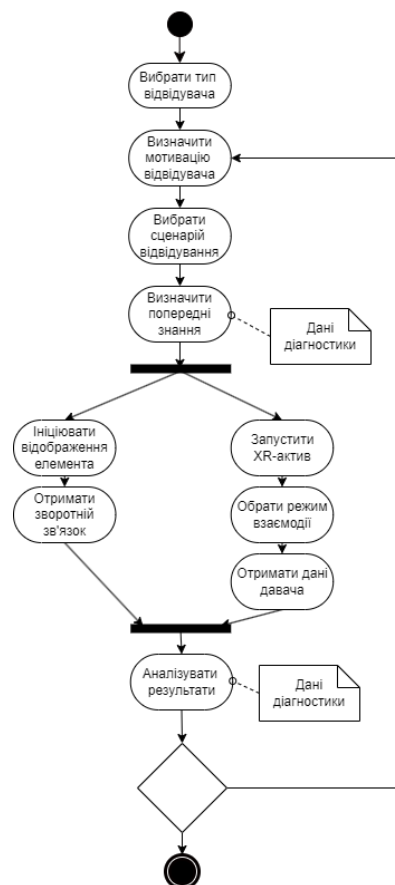 Вибрати тип
відвідувача
Визначити
мотивацію
відвідувача
Вибрати
сценарій
відвідування
Визначити
попередні
знання
Дані
діагностики
Ініціювати
відображення
елемента
Отримати
зворотній
зв'язок
Запустити
XR-актив
Обрати режим
взаємодії
Отримати дані
давача
Аналізувати
результати
Дані
діагностики